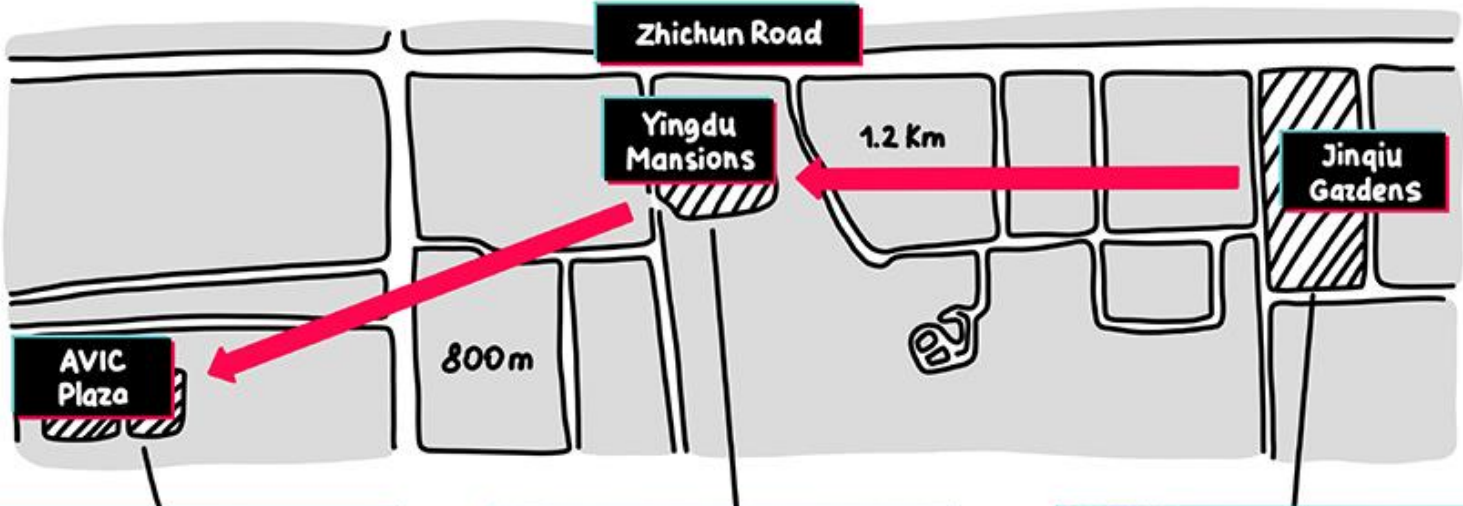 Zhichun Road
Yingdu
Mansions
1.2 Km
Jinqiu
Gardens
AVIC
Plaza
800m